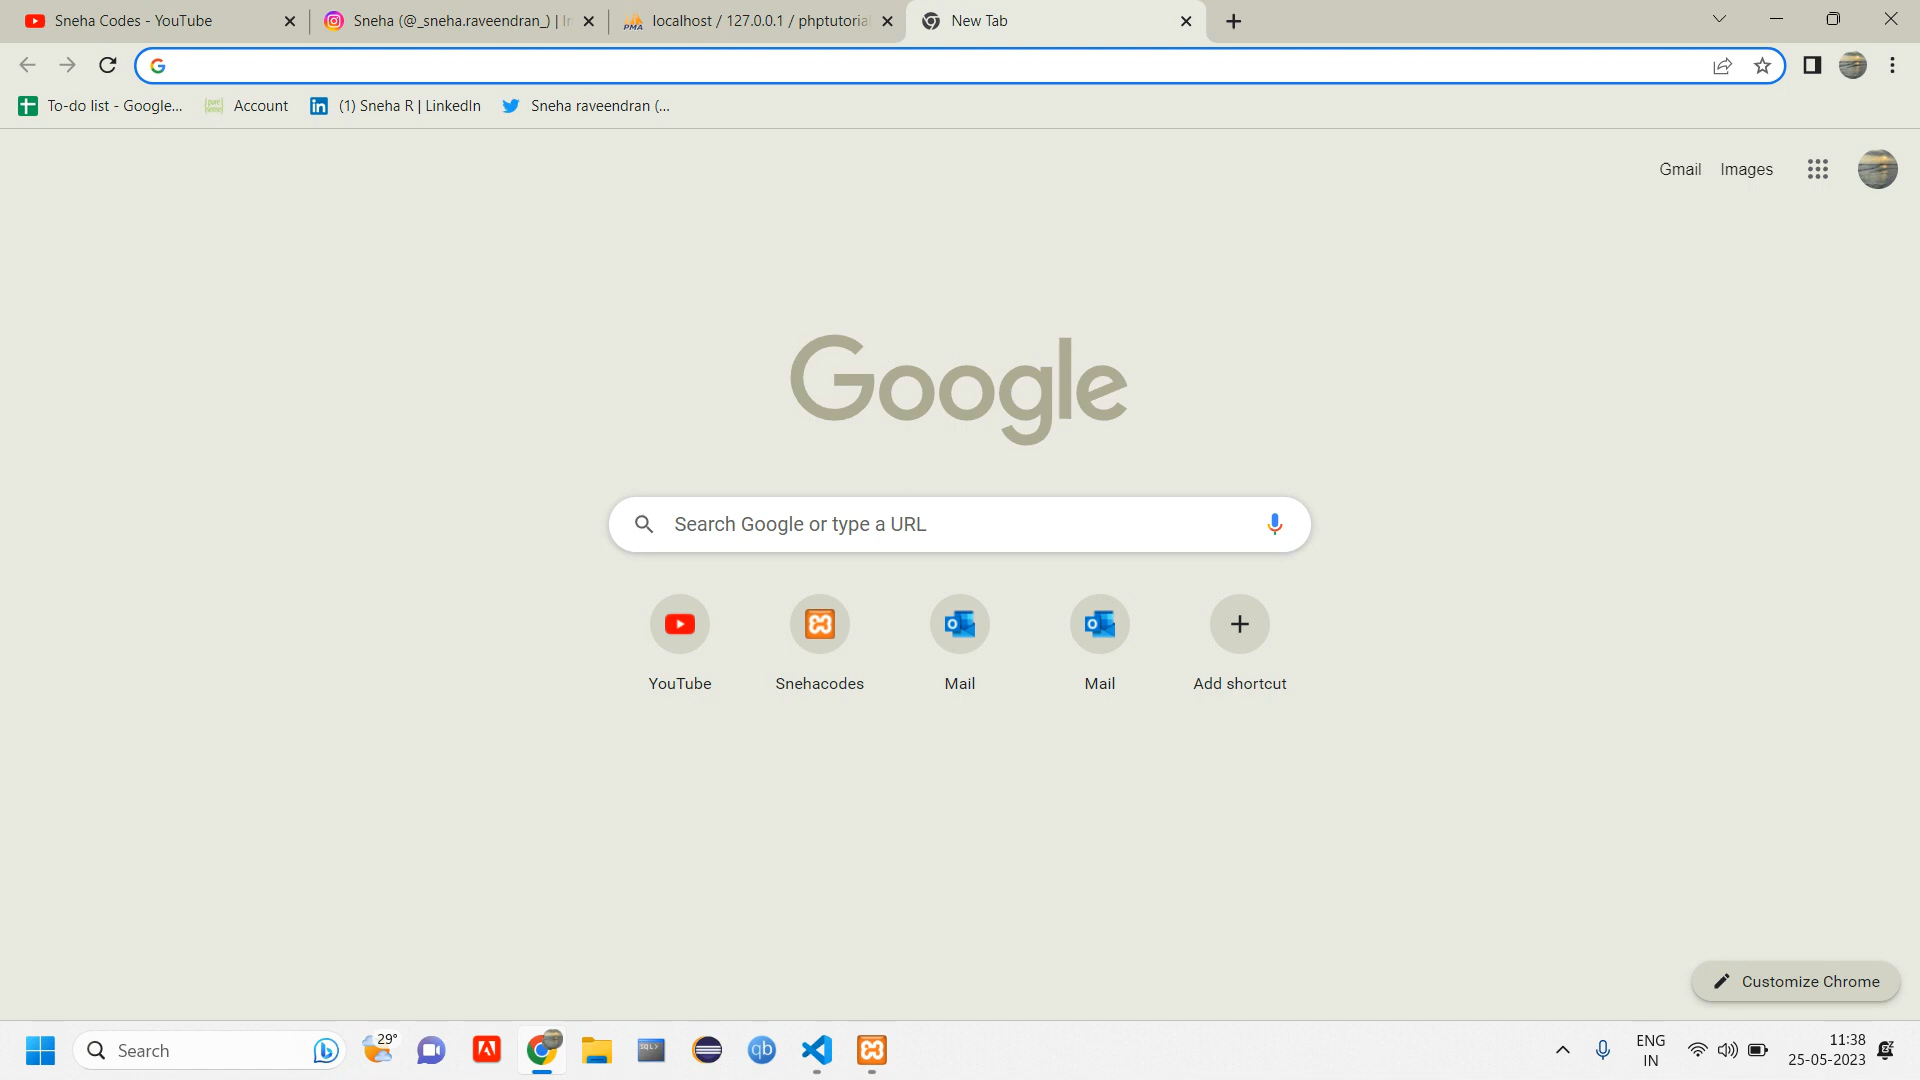 Sneha Codes - YouTube
Sneha (@_sneha.raveendran_) | In
localhost / 127.0.0.1 / phptutorial
New Tab
To-do list - Google...
Account
(1) Sneha R | LinkedIn
Sneha raveendran (...
Gmail
Images
Google
Search Google or type a URL
YouTube
Snehacodes
Mail
Mail
Add shortcut
Customize Chrome
Search
29°
SQL>
qb
ENG
IN
11:38
25-05-2023